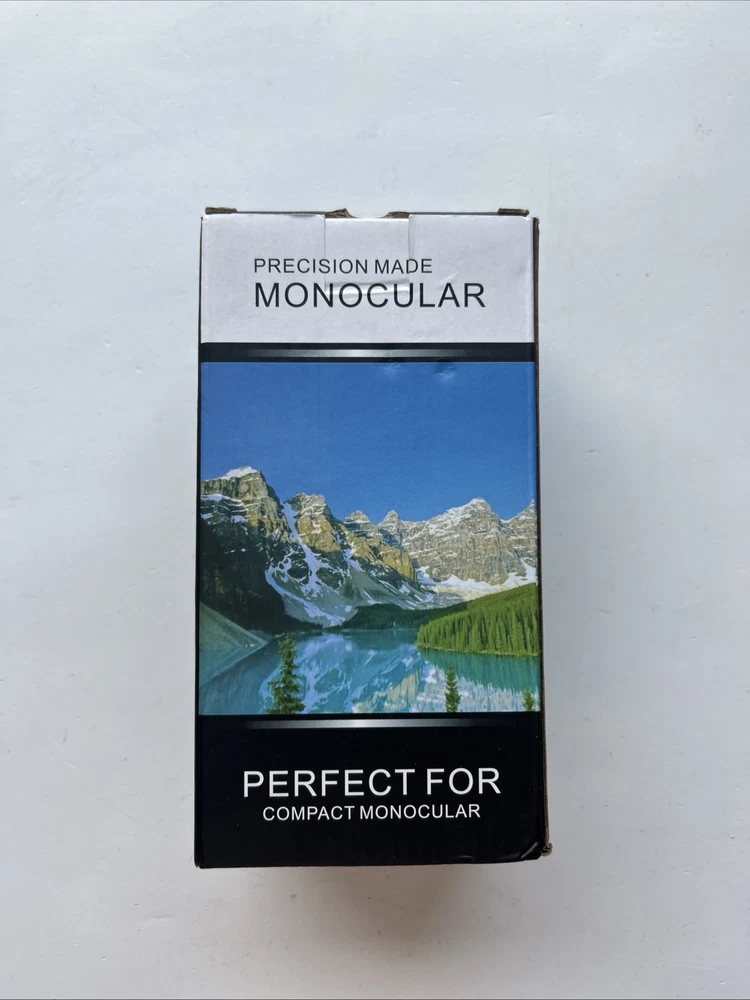 PRECISION MADE
MONOCULAR
PERFECT FOR
COMPACT MONOCULAR